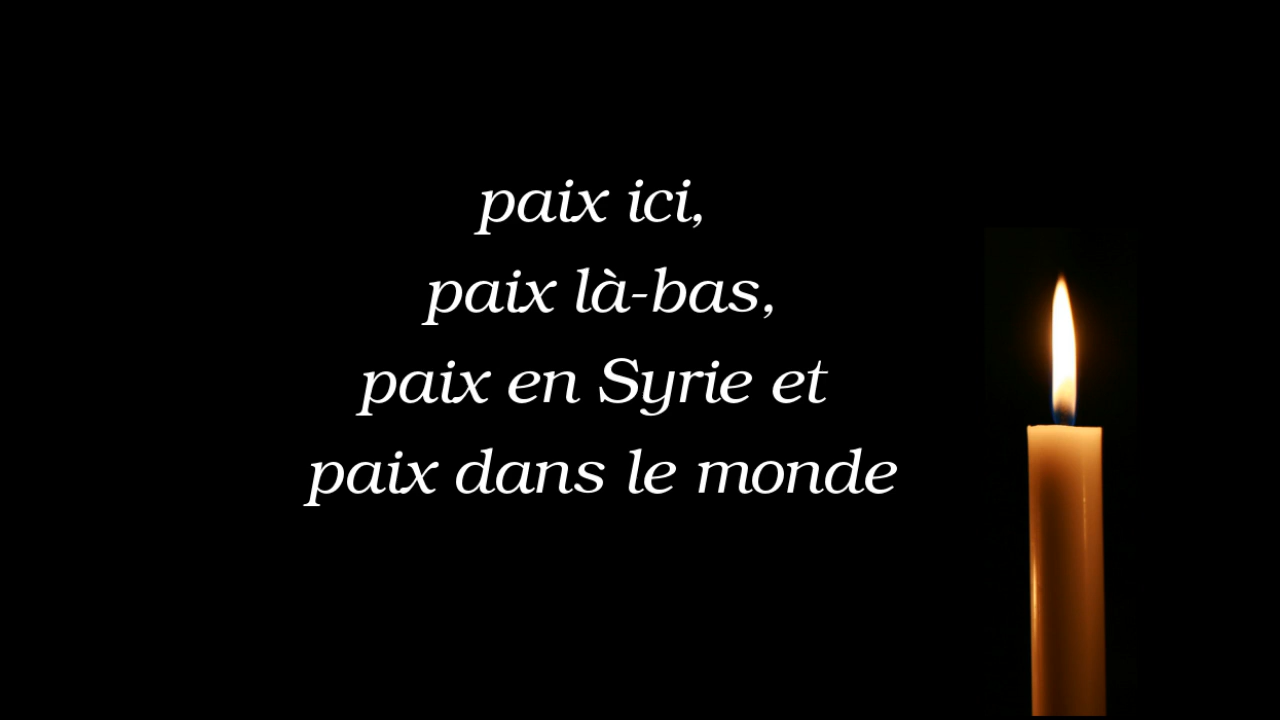 paix ici,
paix là-bas,
paix en Syrie et
paix dans le monde